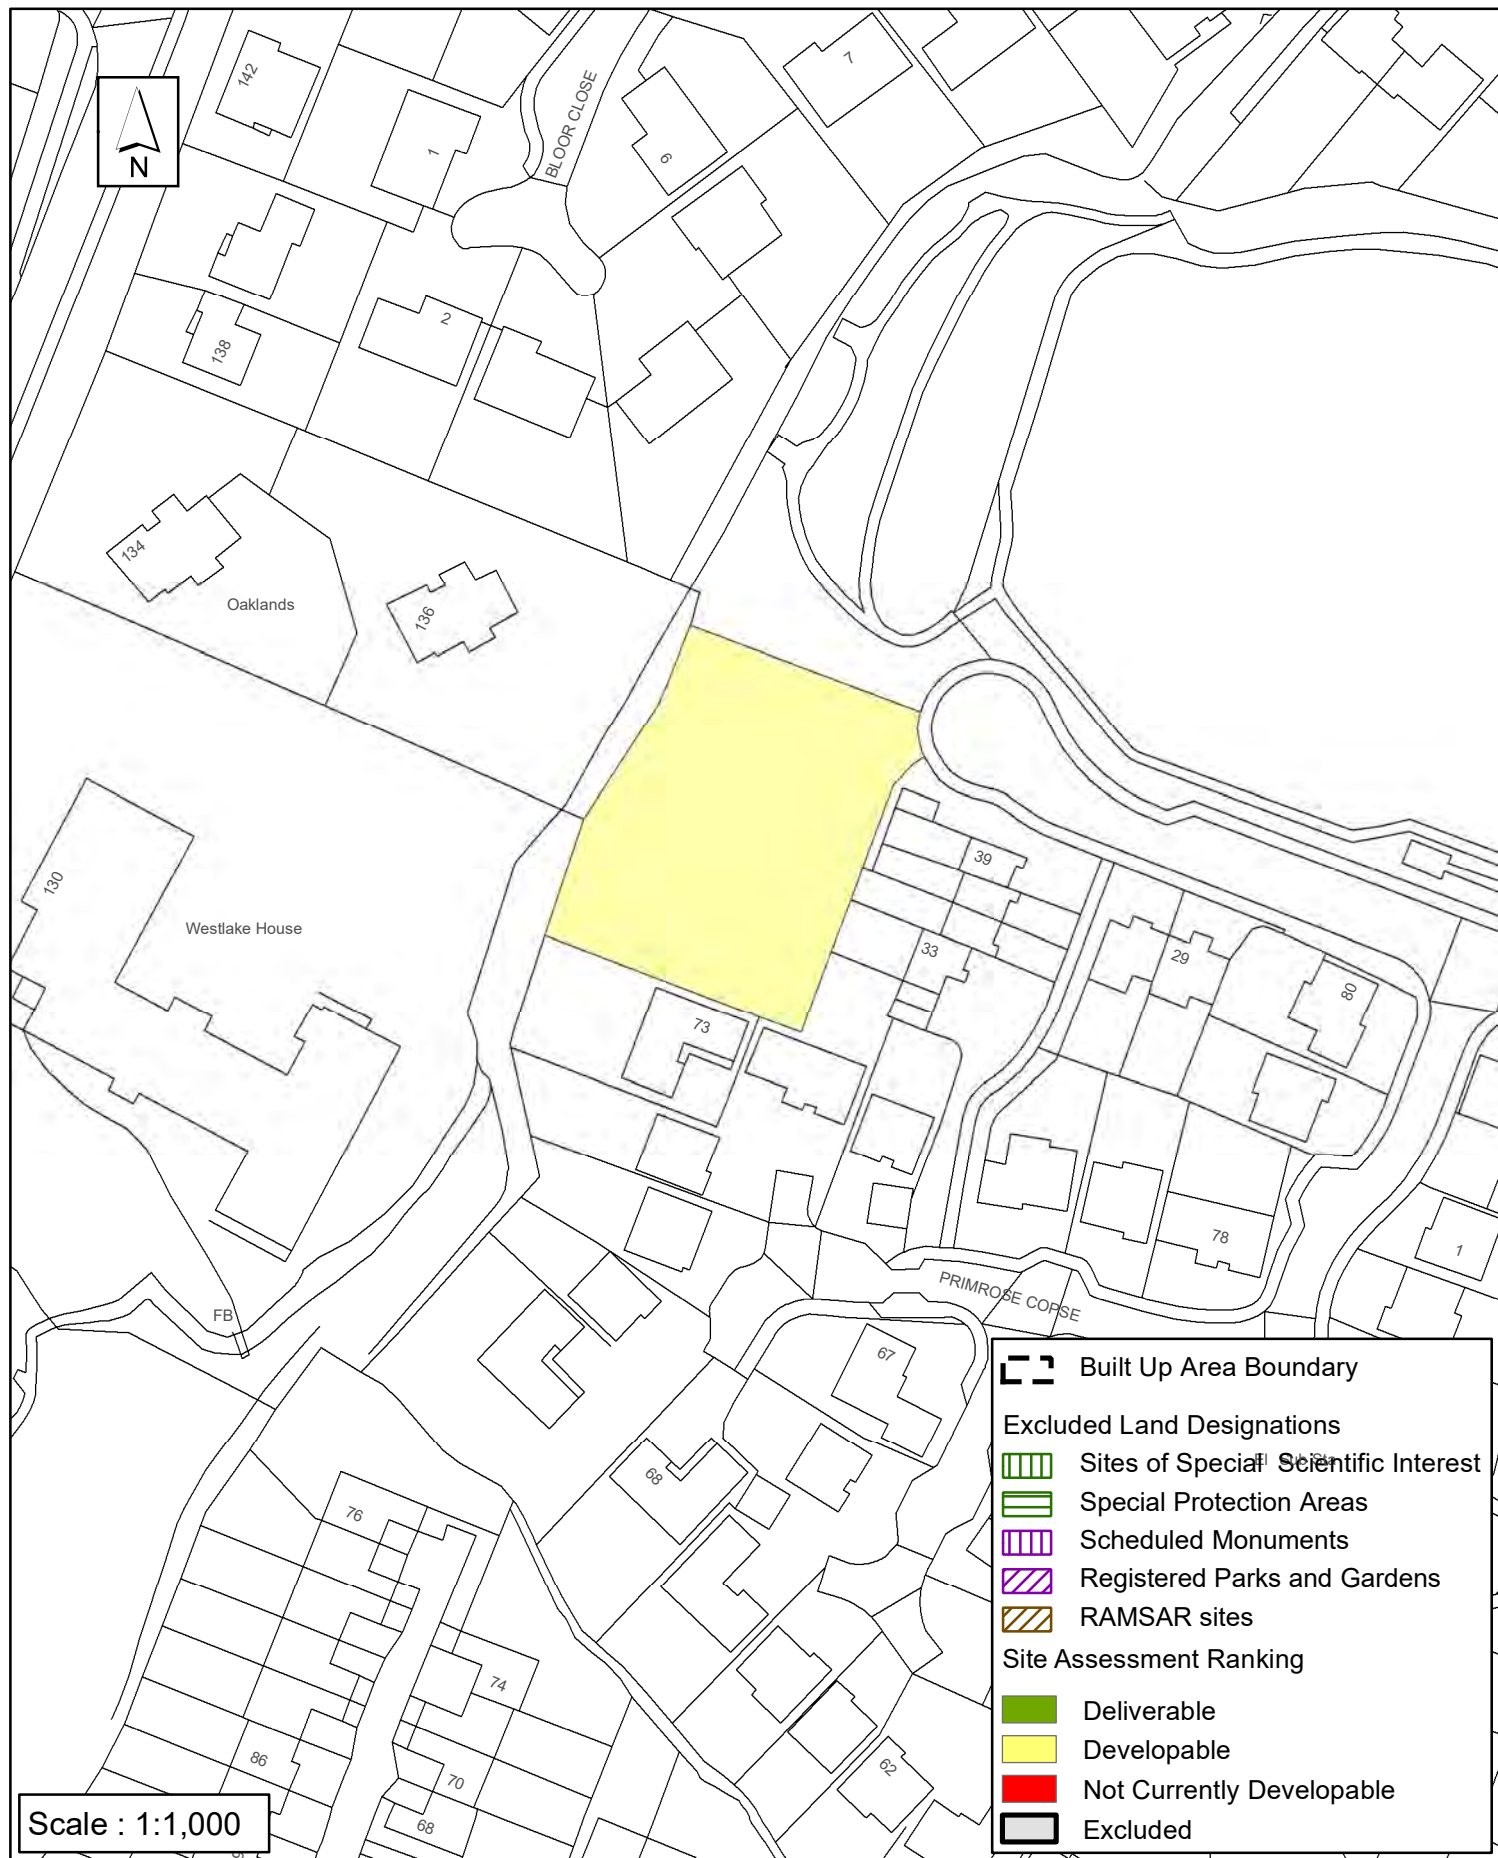 7
142
BLOOR CLOSE
1
6
N
2
138
134
Oaklands
136
39
130
Westlake House
33
29
80
73
78
1
PRIMROSE COPSE
FB
67
Built Up Area Boundary
Excluded Land Designations
El Sub Sta
Sites of Special Scientific Interest
68
Special Protection Areas
76
Scheduled Monuments
Registered Parks and Gardens
RAMSAR sites
Site Assessment Ranking
74
Deliverable
Developable
86
62
70
Not Currently Developable
Scale : 1:1,000
68
Excluded